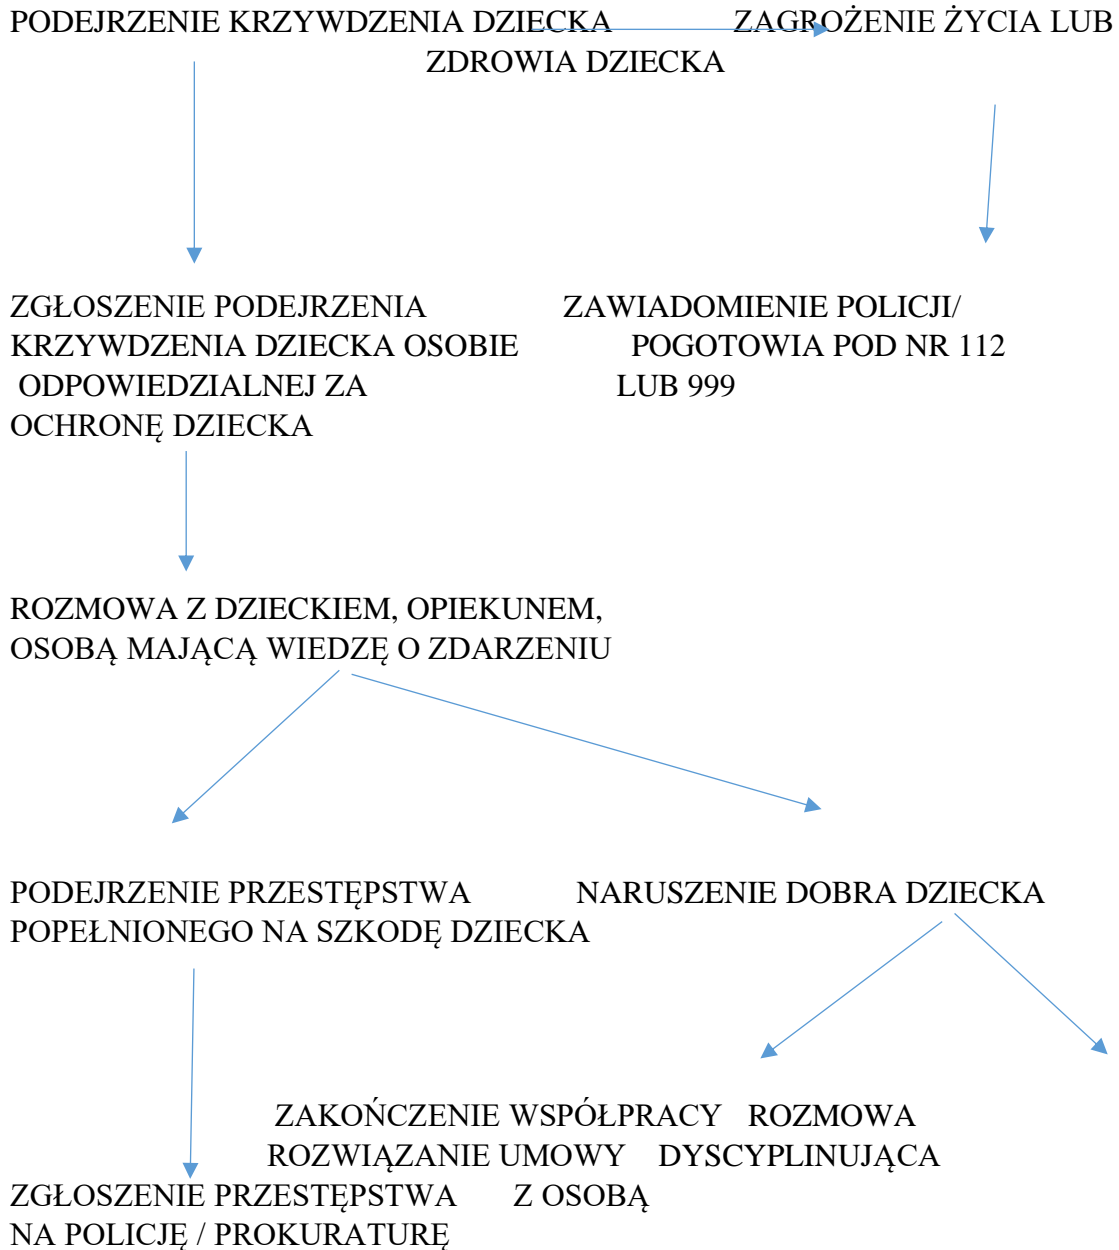 PODEJRZENIE KRZYWDZENIA DZIECKA ZAGROŻENIE ŻYCIA LUB
ZDROWIA DZIECKA
ZGŁOSZENIE PODEJRZENIA ZAWIADOMIENIE POLICJI/
KRZYWDZENIA DZIECKA OSOBIE POGOTOWIA POD NR 112
ODPOWIEDZIALNEJ ZA LUB 999
OCHRONĘ DZIECKA
ROZMOWA Z DZIECKIEM, OPIEKUNEM,
OSOBĄ MAJĄCĄ WIEDZĘ O ZDARZENIU
PODEJRZENIE PRZESTĘPSTWA NARUSZENIE DOBRA DZIECKA
POPEŁNIONEGO NA SZKODĘ DZIECKA
ZAKOŃCZENIE WSPÓŁPRACY ROZMOWA
ROZWIĄZANIE UMOWY DYSCYPLINUJĄCA
ZGŁOSZENIE PRZESTĘPSTWA Z OSOBĄ
NA POLICJĘ / PROKURATURĘ